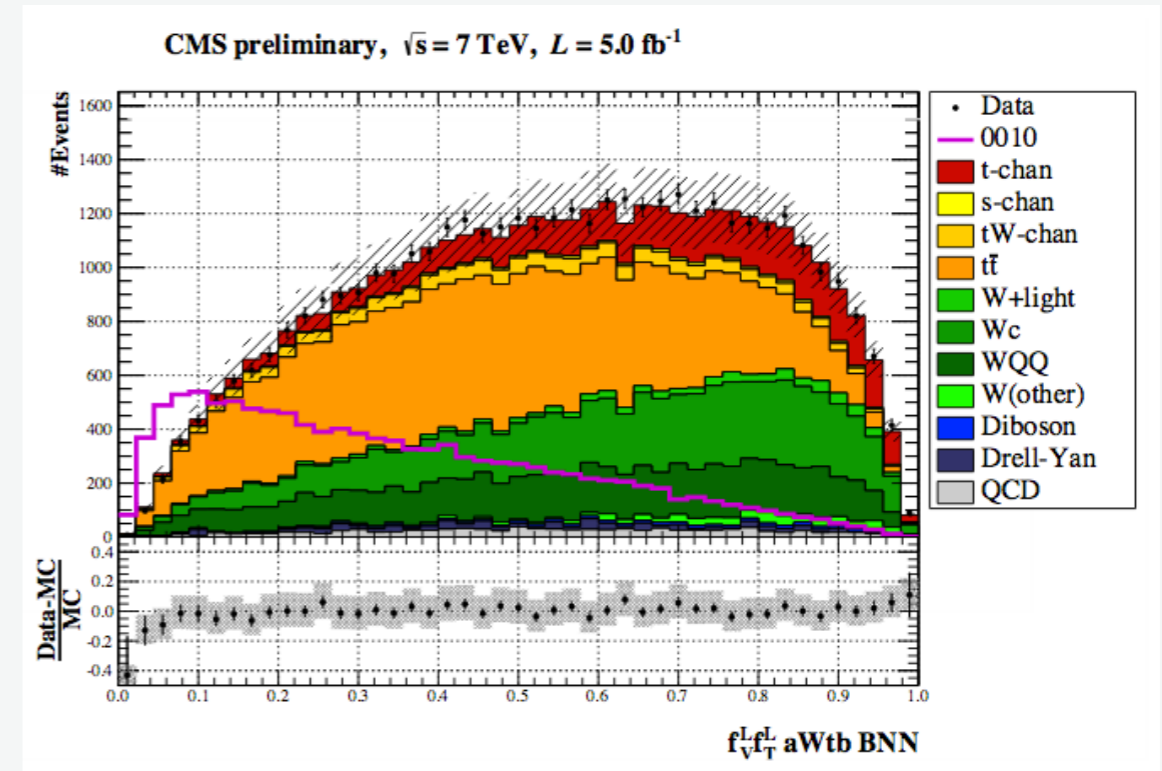 CMS preliminary, √s = 7 TeV, L = 5.0 fb⁻¹
#Events
1600
1400
1200
1000
800
600
400
200
0
Data
0010
t-chan
s-chan
tW-chan
tt̄
W+light
Wc
WQQ
W(other)
Diboson
Drell-Yan
QCD
Data-MC
MC
0.4
0.2
0.0
-0.2
-0.4
0.0 0.1 0.2 0.3 0.4 0.5 0.6 0.7 0.8 0.9 1.0
f_V^L f_T^L aWtb BNN